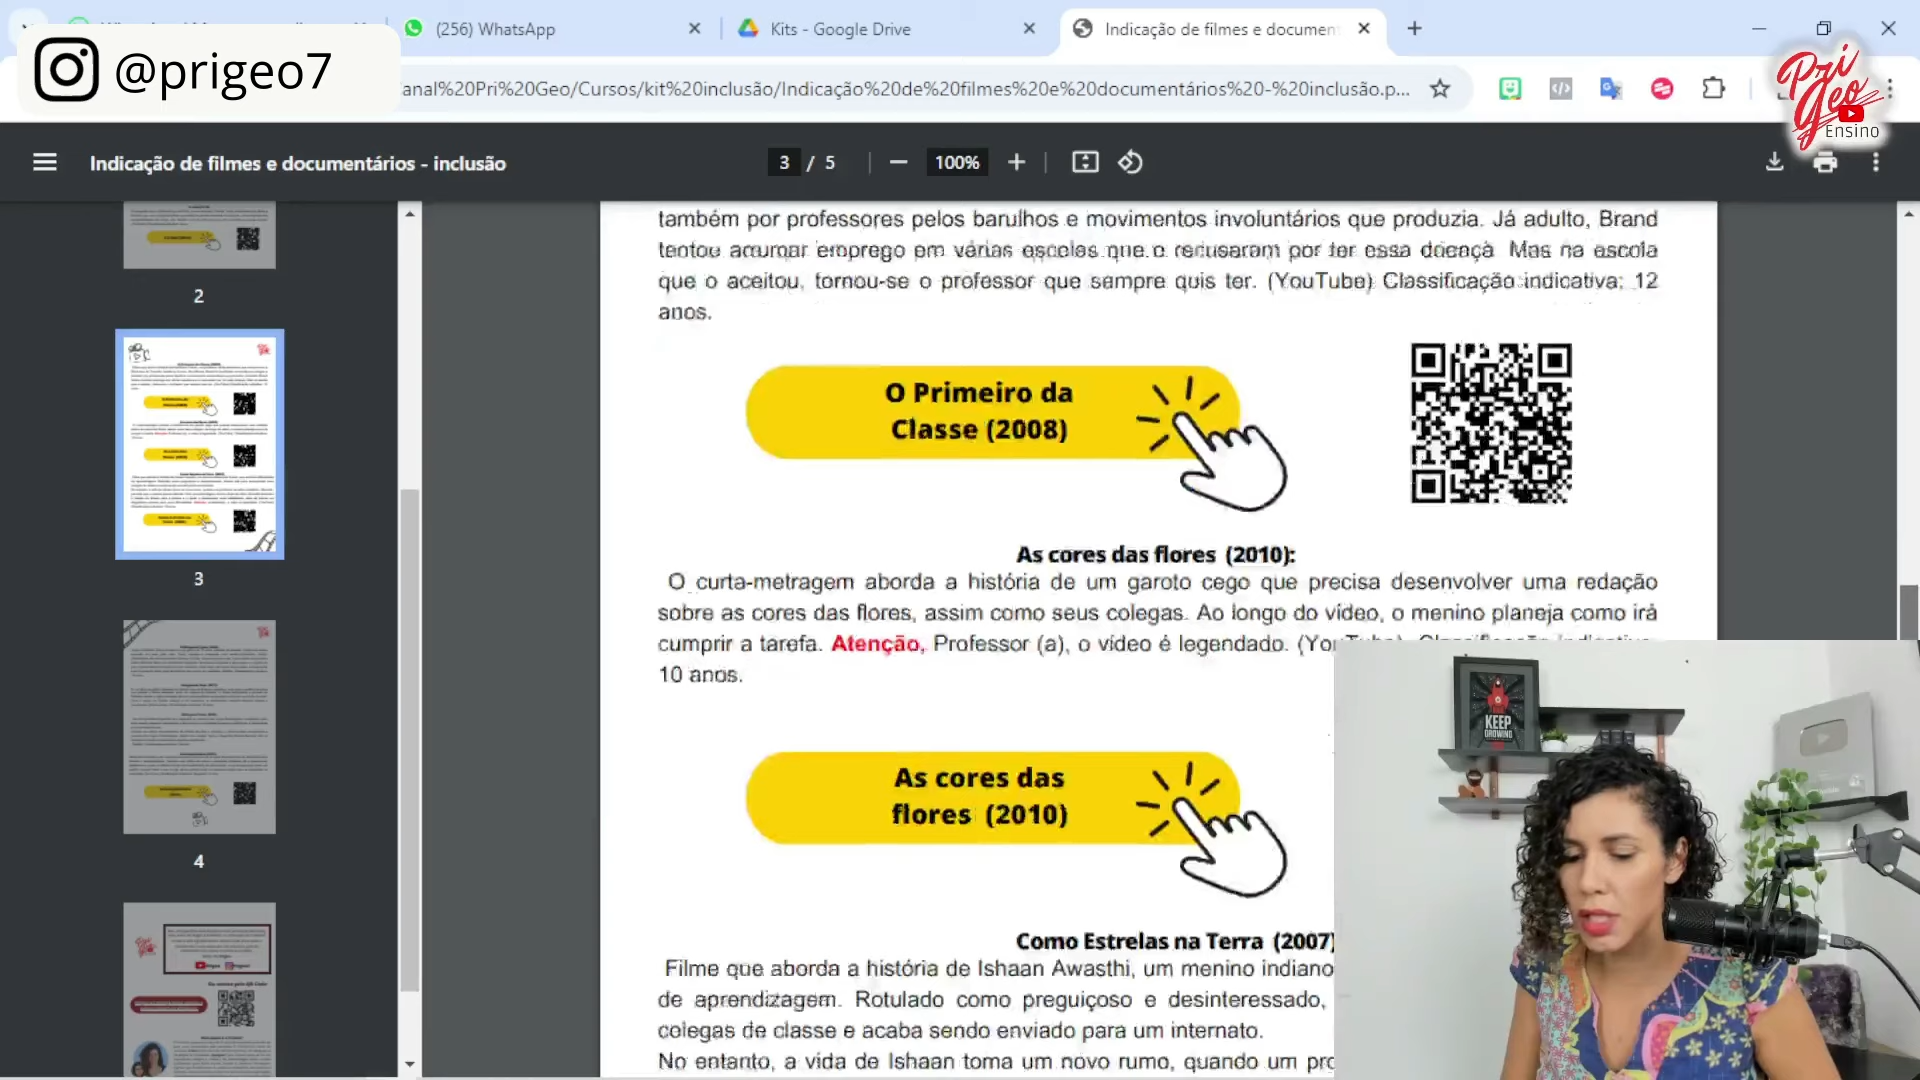 WhatsApp
(256) WhatsApp
Kits - Google Drive
Indicação de filmes e documen
@prigeo7
anal%20Pri%20Geo/Cursos/kit%20inclusão/Indicação%20de%20filmes%20e%20documentários%20-%20inclusão.p...
Pri Geo
Ensino
Indicação de filmes e documentários - inclusão
3 / 5
100%
2
3
4
também por professores pelos barulhos e movimentos involuntários que produzia. Já adulto, Brand
tentou arrumar emprego em várias escolas que o recusaram por ter essa doença. Mas na escola
que o aceitou, tornou-se o professor que sempre quis ter. (YouTube) Classificação indicativa: 12
anos.
O Primeiro da
Classe (2008)
As cores das flores (2010):
O curta-metragem aborda a história de um garoto cego que precisa desenvolver uma redação
sobre as cores das flores, assim como seus colegas. Ao longo do vídeo, o menino planeja como irá
cumprir a tarefa. Atenção, Professor (a), o vídeo é legendado. (YouTube) Classificação indicativa:
10 anos.
As cores das
flores (2010)
Como Estrelas na Terra (2007)
Filme que aborda a história de Ishaan Awasthi, um menino indiano
de aprendizagem. Rotulado como preguiçoso e desinteressado,
colegas de classe e acaba sendo enviado para um internato.
No entanto, a vida de Ishaan toma um novo rumo, quando um pro
KEEP
GROWING